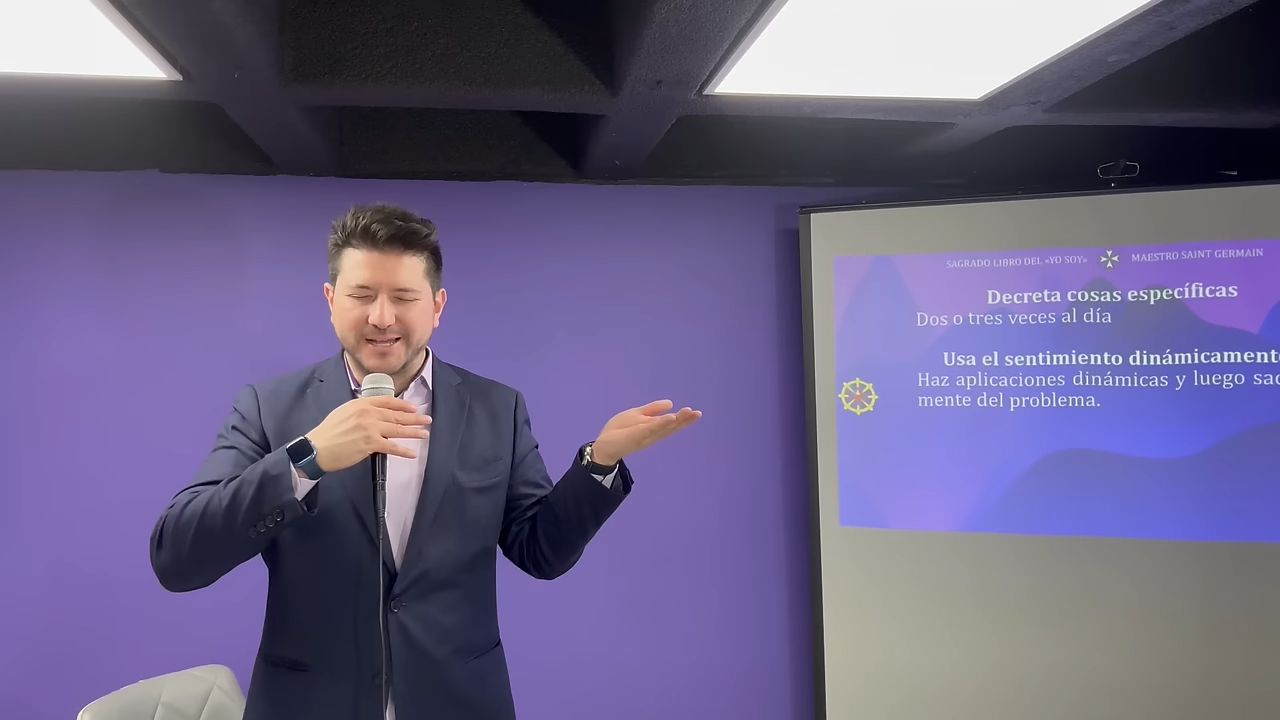 SAGRADO LIBRO DEL «YO SOY» MAESTRO SAINT GERMAIN
Decreta cosas específicas
Dos o tres veces al día
Usa el sentimiento dinámicamente
Haz aplicaciones dinámicas y luego sac
mente del problema.